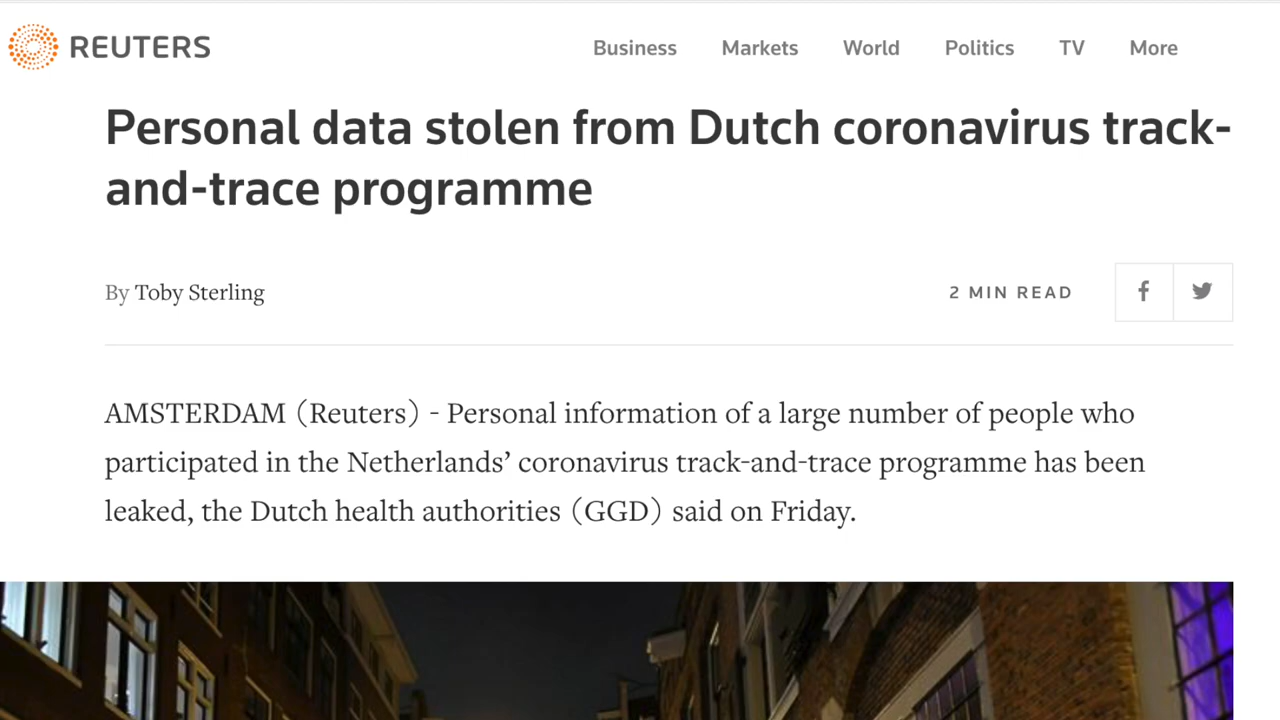 REUTERS
Business Markets World Politics TV More
Personal data stolen from Dutch coronavirus track-
and-trace programme
By Toby Sterling
2 MIN READ
AMSTERDAM (Reuters) - Personal information of a large number of people who
participated in the Netherlands’ coronavirus track-and-trace programme has been
leaked, the Dutch health authorities (GGD) said on Friday.